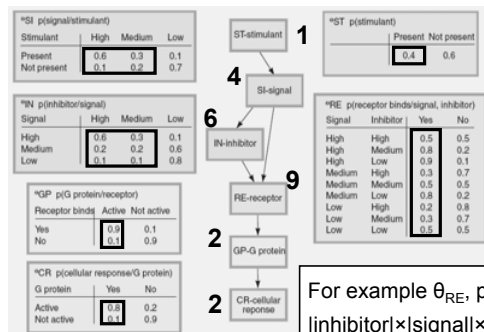 °SI p(signal/stimulant)
Stimulant High Medium Low
Present 0.6 0.3 0.1
Not present 0.1 0.2 0.7
°IN p(inhibitor/signal)
Signal High Medium Low
High 0.6 0.3 0.1
Medium 0.2 0.2 0.6
Low 0.1 0.1 0.8
°GP p(G protein/receptor)
Receptor binds Active Not active
Yes 0.9 0.1
No 0.1 0.9
°CR p(cellular response/G protein)
G protein Yes No
Active 0.8 0.2
Not active 0.1 0.9
ST-stimulant 1
4 SI-signal
6 IN-inhibitor
9 RE-receptor
2 GP-G protein
2 CR-cellular reponse
°ST p(stimulant)
Present Not present
0.4 0.6
°RE p(receptor binds/signal, inhibitor)
Signal Inhibitor Yes No
High High 0.5 0.5
High Medium 0.8 0.2
High Low 0.9 0.1
Medium High 0.3 0.7
Medium Medium 0.5 0.5
Medium Low 0.8 0.2
Low High 0.2 0.8
Low Medium 0.3 0.7
Low Low 0.5 0.5
For example θRE, p
|inhibitor|×|signal|×